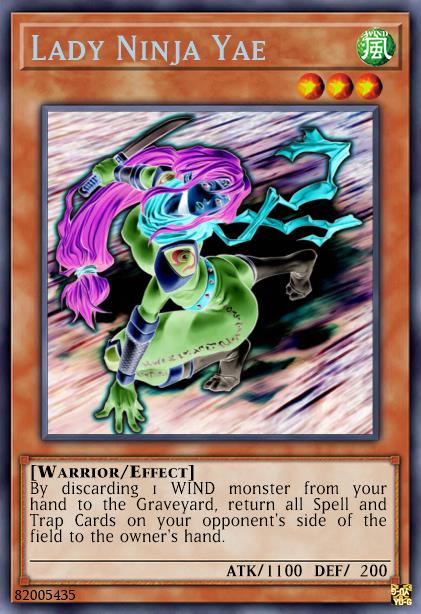 Lady Ninja Yae
WIND
風
[Warrior/Effect]
By discarding 1 WIND monster from your
hand to the Graveyard, return all Spell and
Trap Cards on your opponent's side of the
field to the owner's hand.
ATK/1100 DEF/ 200
82005435